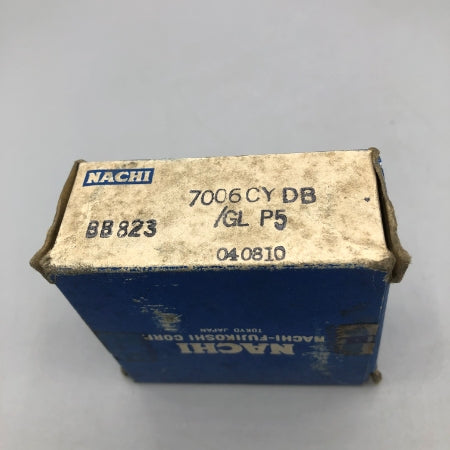 NACHI
7006CY DB
/GL P5
BB823
040810
NACHI
NACHI-FUJIKOSHI CORP.
TOKYO JAPAN